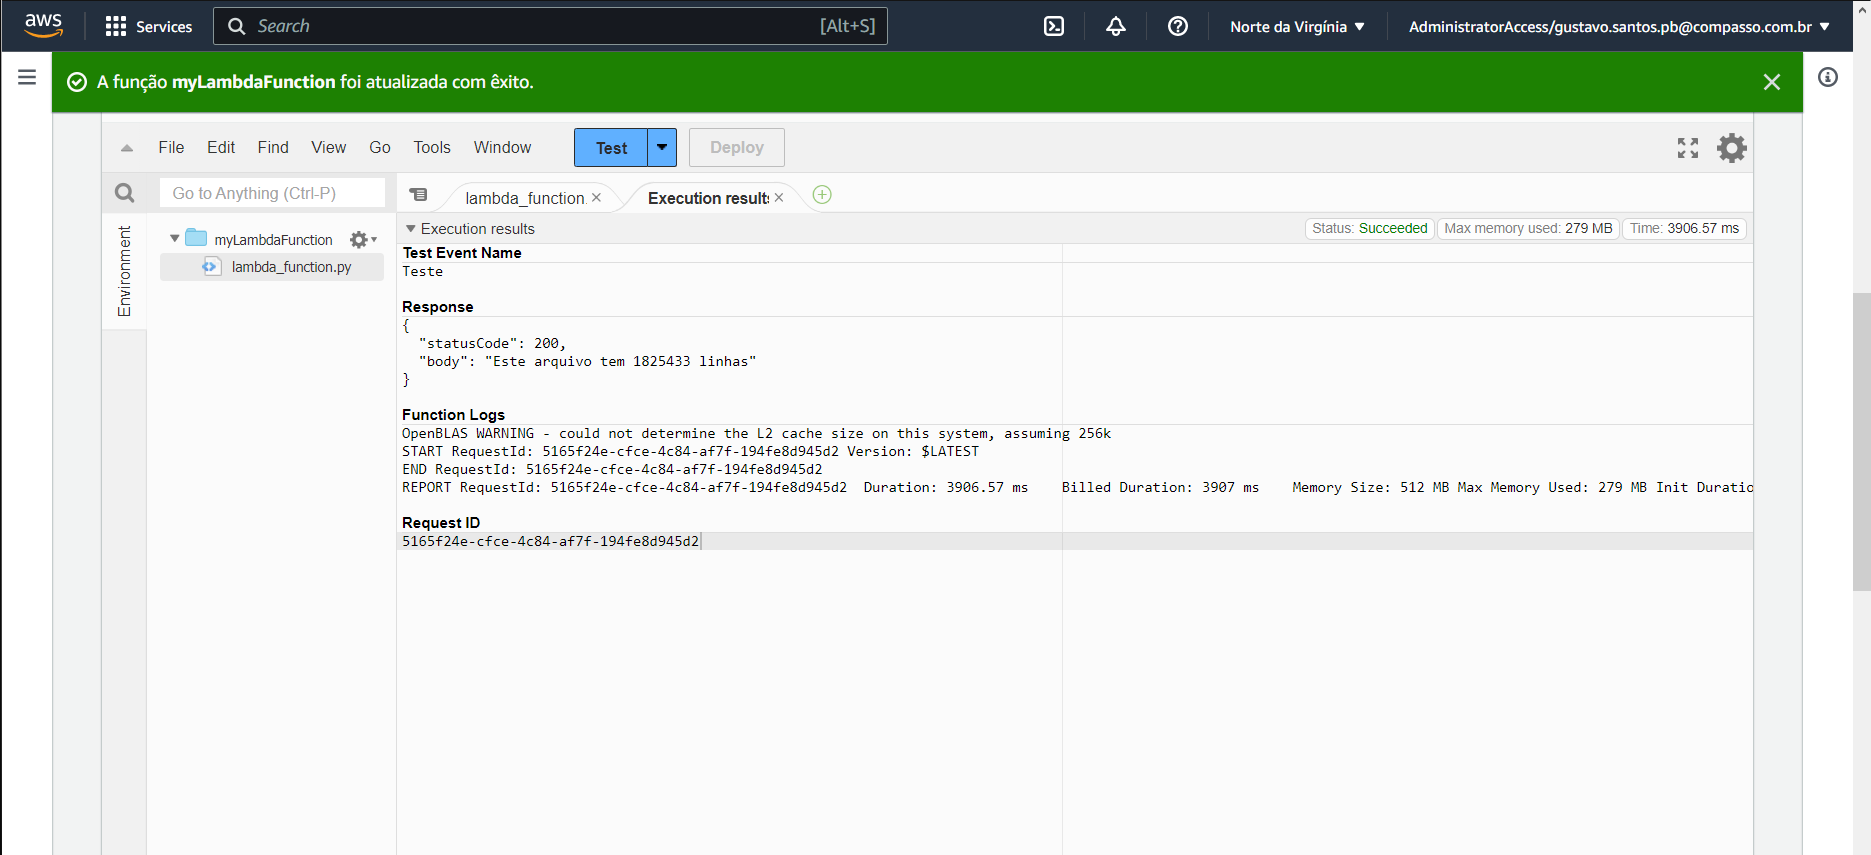 aws
Services
Search
[Alt+S]
Norte da Virgínia
AdministratorAccess/gustavo.santos.pb@compasso.com.br
A função myLambdaFunction foi atualizada com êxito.
File Edit Find View Go Tools Window
Test
Deploy
Go to Anything (Ctrl-P)
lambda_function.
Execution results
Environment
myLambdaFunction
lambda_function.py
Execution results
Status: Succeeded
Max memory used: 279 MB
Time: 3906.57 ms
Test Event Name
Teste
Response
{
"statusCode": 200,
"body": "Este arquivo tem 1825433 linhas"
}
Function Logs
OpenBLAS WARNING - could not determine the L2 cache size on this system, assuming 256k
START RequestId: 5165f24e-cfce-4c84-af7f-194fe8d945d2 Version: $LATEST
END RequestId: 5165f24e-cfce-4c84-af7f-194fe8d945d2
REPORT RequestId: 5165f24e-cfce-4c84-af7f-194fe8d945d2 Duration: 3906.57 ms Billed Duration: 3907 ms Memory Size: 512 MB Max Memory Used: 279 MB Init Duratio
Request ID
5165f24e-cfce-4c84-af7f-194fe8d945d2